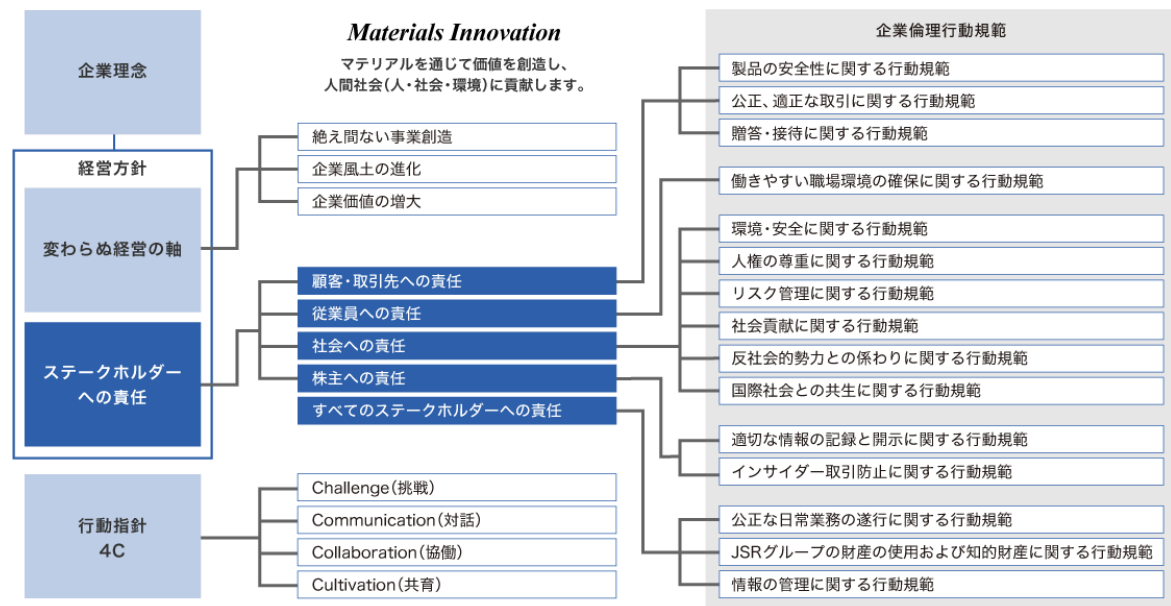 企業理念
Materials Innovation
マテリアルを通じて価値を創造し、
人間社会(人・社会・環境)に貢献します。
経営方針
変わらぬ経営の軸
絶え間ない事業創造
企業風土の進化
企業価値の増大
ステークホルダー
への責任
顧客・取引先への責任
従業員への責任
社会への責任
株主への責任
すべてのステークホルダーへの責任
行動指針
4C
Challenge(挑戦)
Communication(対話)
Collaboration(協働)
Cultivation(共育)
企業倫理行動規範
製品の安全性に関する行動規範
公正、適正な取引に関する行動規範
贈答・接待に関する行動規範
働きやすい職場環境の確保に関する行動規範
環境・安全に関する行動規範
人権の尊重に関する行動規範
リスク管理に関する行動規範
社会貢献に関する行動規範
反社会的勢力との係わりに関する行動規範
国際社会との共生に関する行動規範
適切な情報の記録と開示に関する行動規範
インサイダー取引防止に関する行動規範
公正な日常業務の遂行に関する行動規範
JSRグループの財産の使用および知的財産に関する行動規範
情報の管理に関する行動規範